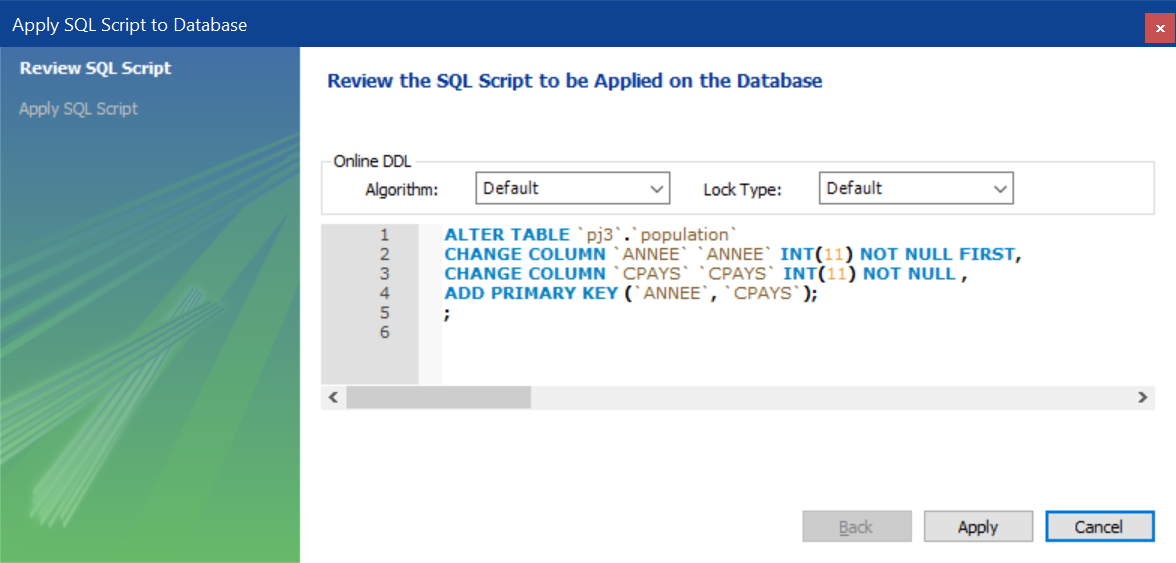 Apply SQL Script to Database
Review SQL Script
Apply SQL Script
Review the SQL Script to be Applied on the Database
Online DDL
Algorithm: Default Lock Type: Default
1 ALTER TABLE `pj3`.`population`
2 CHANGE COLUMN `ANNEE` `ANNEE` INT(11) NOT NULL FIRST,
3 CHANGE COLUMN `CPAYS` `CPAYS` INT(11) NOT NULL ,
4 ADD PRIMARY KEY (`ANNEE`, `CPAYS`);
5 ;
6
Back Apply Cancel